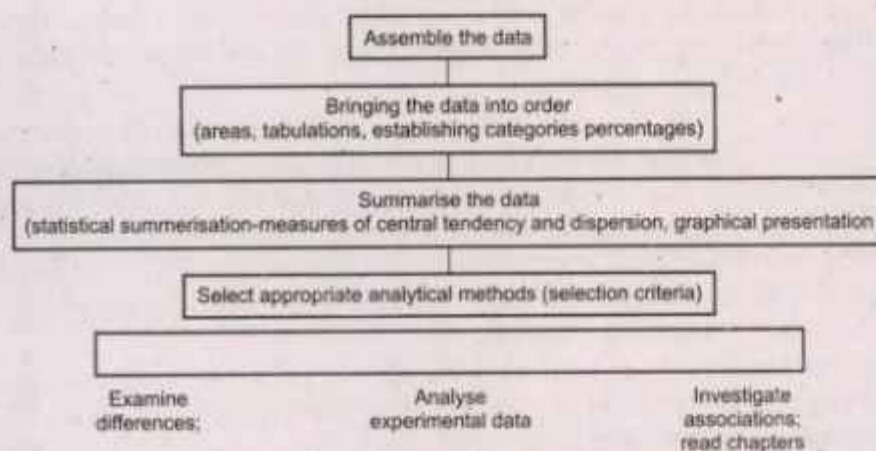 Assemble the data
Bringing the data into order
(areas, tabulations, establishing categories percentages)
Summarise the data
(statistical summerisation-measures of central tendency and dispersion, graphical presentation
Select appropriate analytical methods (selection criteria)
Examine
differences;
Analyse
experimental data
Investigate
associations;
read chapters